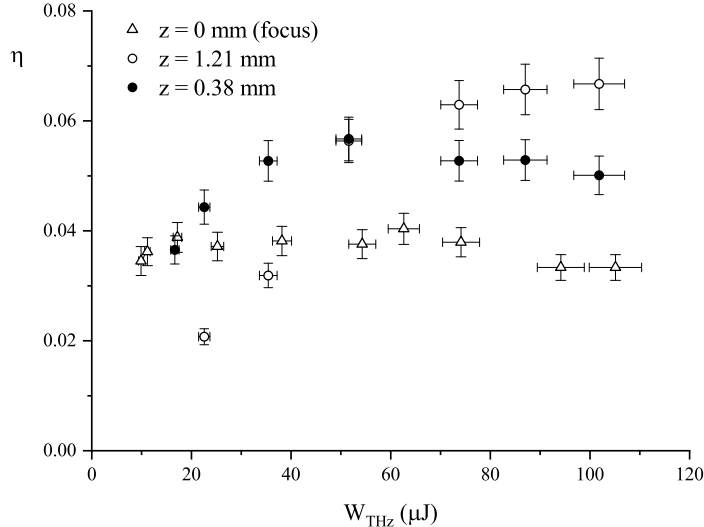 0.08
η
z = 0 mm (focus)
z = 1.21 mm
z = 0.38 mm
0.06
0.04
0.02
0.00
0 20 40 60 80 100 120
W_THz (μJ)